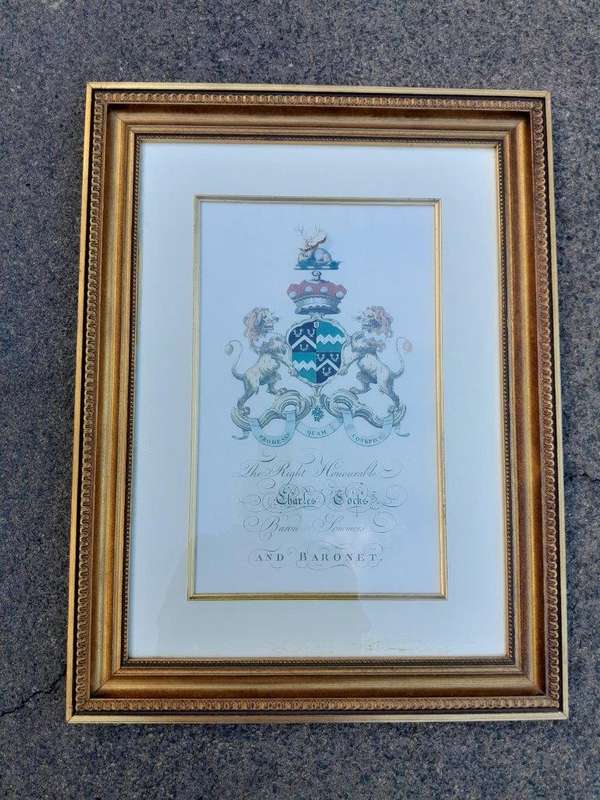 PRODESSE QUAM CONSPICI
The Right Honourable
Charles Cocks
Baron Sommers
AND BARONET.